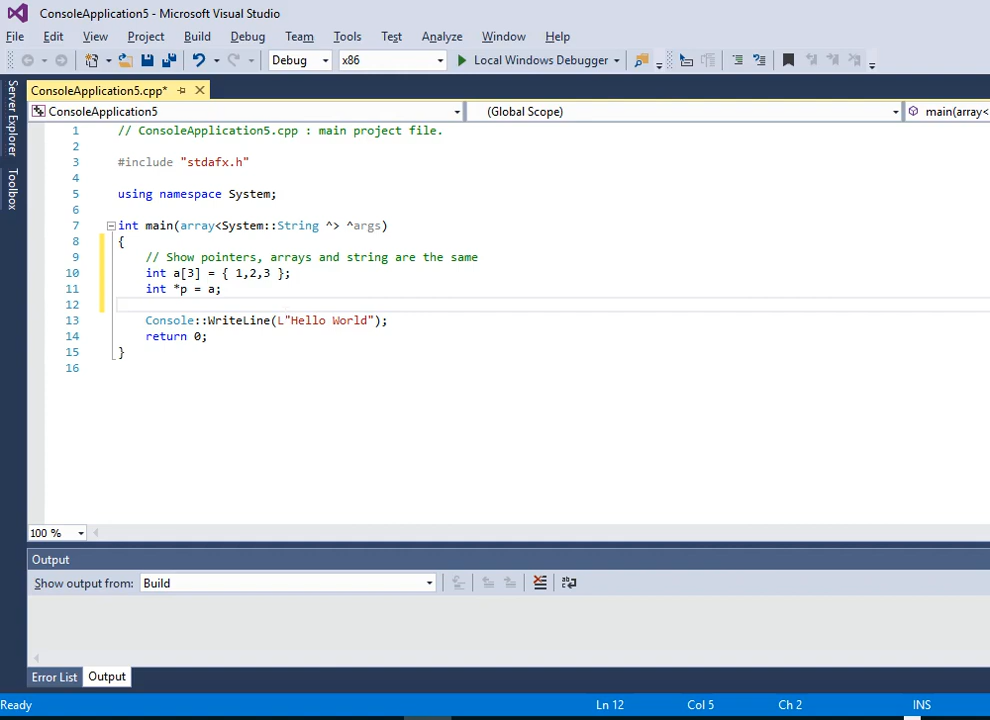 ConsoleApplication5 - Microsoft Visual Studio
File Edit View Project Build Debug Team Tools Test Analyze Window Help
Debug x86 Local Windows Debugger
Server Explorer
Toolbox
ConsoleApplication5.cpp*
ConsoleApplication5 (Global Scope) main(array<
1 // ConsoleApplication5.cpp : main project file.
2
3 #include "stdafx.h"
4
5 using namespace System;
6
7 int main(array<System::String ^> ^args)
8 {
9 // Show pointers, arrays and string are the same
10 int a[3] = { 1,2,3 };
11 int *p = a;
12
13 Console::WriteLine(L"Hello World");
14 return 0;
15 }
16
100 %
Output
Show output from: Build
Error List Output
Ready Ln 12 Col 5 Ch 2 INS